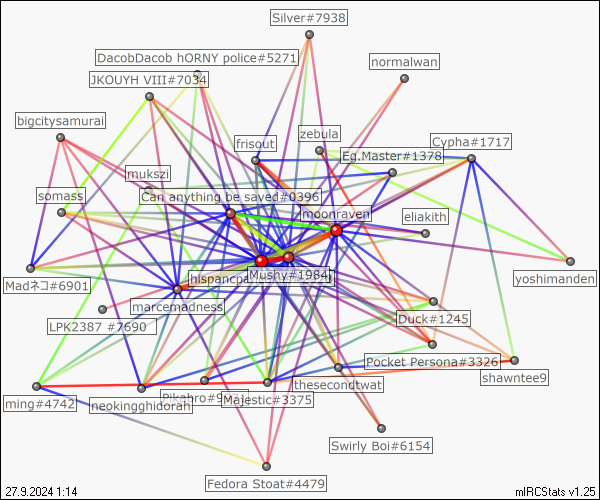 Silver#7938
DacobDacob hORNY police#5271
normalwan
JKOUYH VIII#7034
bigcitysamurai
zebula
frisout
Cypha#1717
Eg.Master#1378
mukszi
somass
Can anything be saved#0396
moonraven
eliakith
hispancpa
Mushy#1984
Madネコ#6901
yoshimanden
marcemadness
LPK2387 #7690
Duck#1245
Pocket Persona#3326
shawntee9
thesecondtwat
Majestic#3375
ming#4742
neokingghidorah
Swirly Boi#6154
Fedora Stoat#4479
27.9.2024 1:14
mIRCStats v1.25